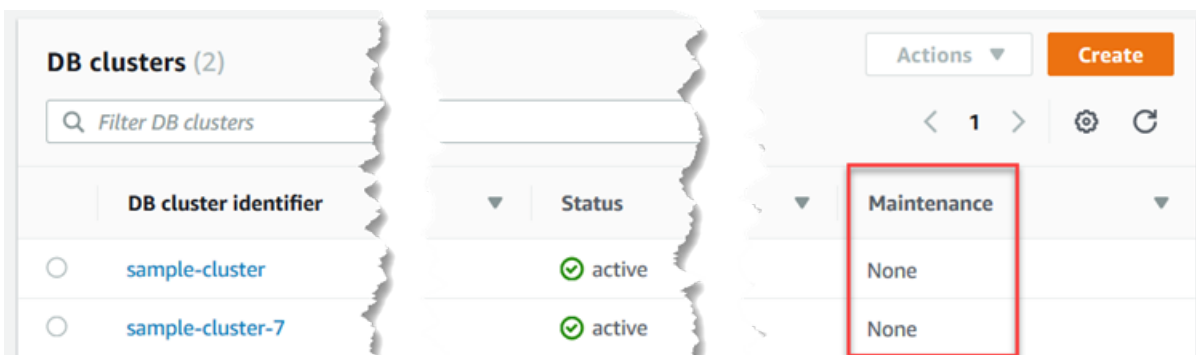 DB clusters (2)
Actions
Create
Filter DB clusters
1
DB cluster identifier Status Maintenance
sample-cluster active None
sample-cluster-7 active None